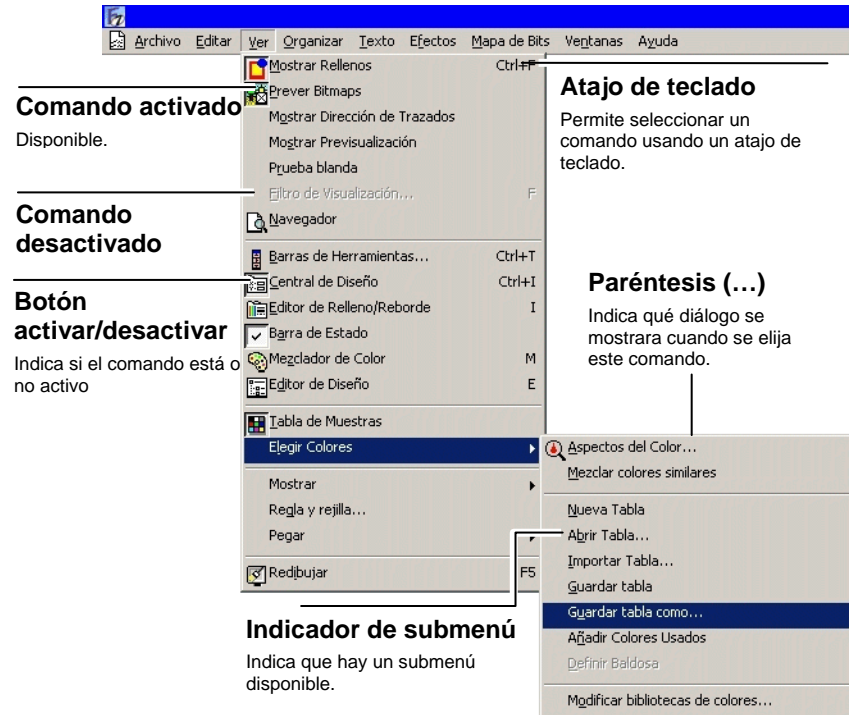 Archivo Editar Ver Organizar Texto Efectos Mapa de Bits Ventanas Ayuda
Mostrar Rellenos Ctrl+F
Prever Bitmaps
Mostrar Dirección de Trazados
Mostrar Previsualización
Prueba blanda
Filtro de Visualización... F
Navegador
Barras de Herramientas... Ctrl+T
Central de Diseño Ctrl+I
Editor de Relleno/Reborde I
Barra de Estado
Mezclador de Color M
Editor de Diseño E
Tabla de Muestras
Elegir Colores
Mostrar
Regla y rejilla...
Pegar
Redibujar F5
Aspectos del Color...
Mezclar colores similares
Nueva Tabla
Abrir Tabla...
Importar Tabla...
Guardar tabla
Guardar tabla como...
Añadir Colores Usados
Definir Baldosa
Modificar bibliotecas de colores...
Comando activado
Disponible.
Comando
desactivado
Botón
activar/desactivar
Indica si el comando está o
no activo
Atajo de teclado
Permite seleccionar un
comando usando un atajo de
teclado.
Paréntesis (…)
Indica qué diálogo se
mostrara cuando se elija
este comando.
Indicador de submenú
Indica que hay un submenú
disponible.